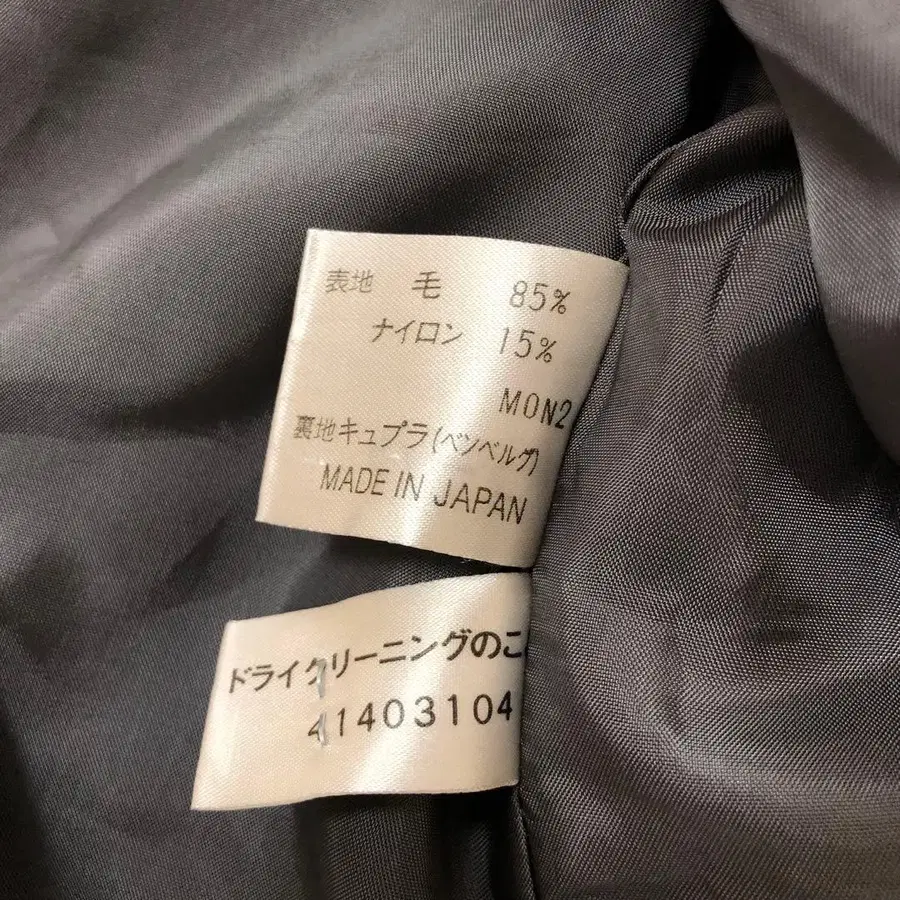 表地 毛 85%
ナイロン 15%
MON2
裏地キュプラ(ベンベルグ)
MADE IN JAPAN
ドライクリーニングのこ
41403104